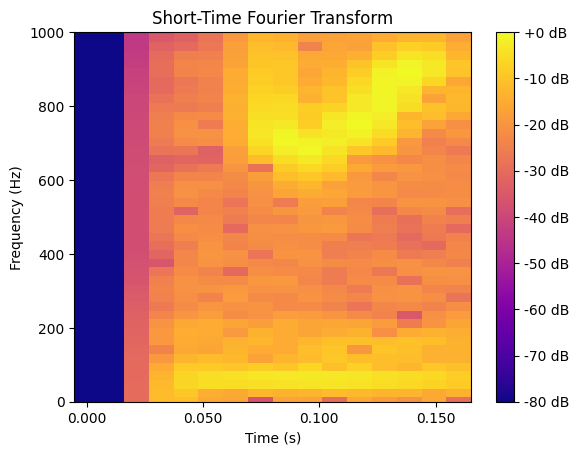 Short-Time Fourier Transform
1000
800
600
400
200
0
Frequency (Hz)
0.000
0.050
0.100
0.150
Time (s)
+0 dB
-10 dB
-20 dB
-30 dB
-40 dB
-50 dB
-60 dB
-70 dB
-80 dB